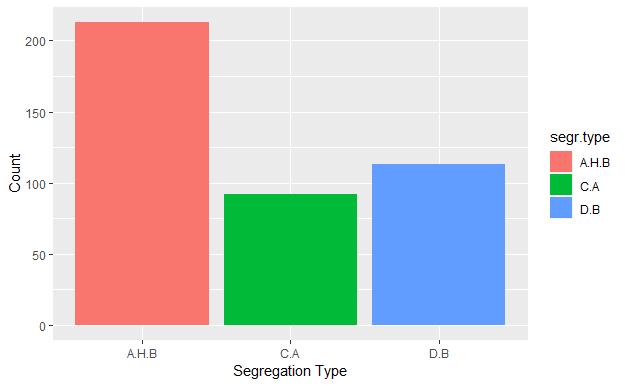 200
150
100
50
0
Count
A.H.B
C.A
D.B
Segregation Type
segr.type
A.H.B
C.A
D.B